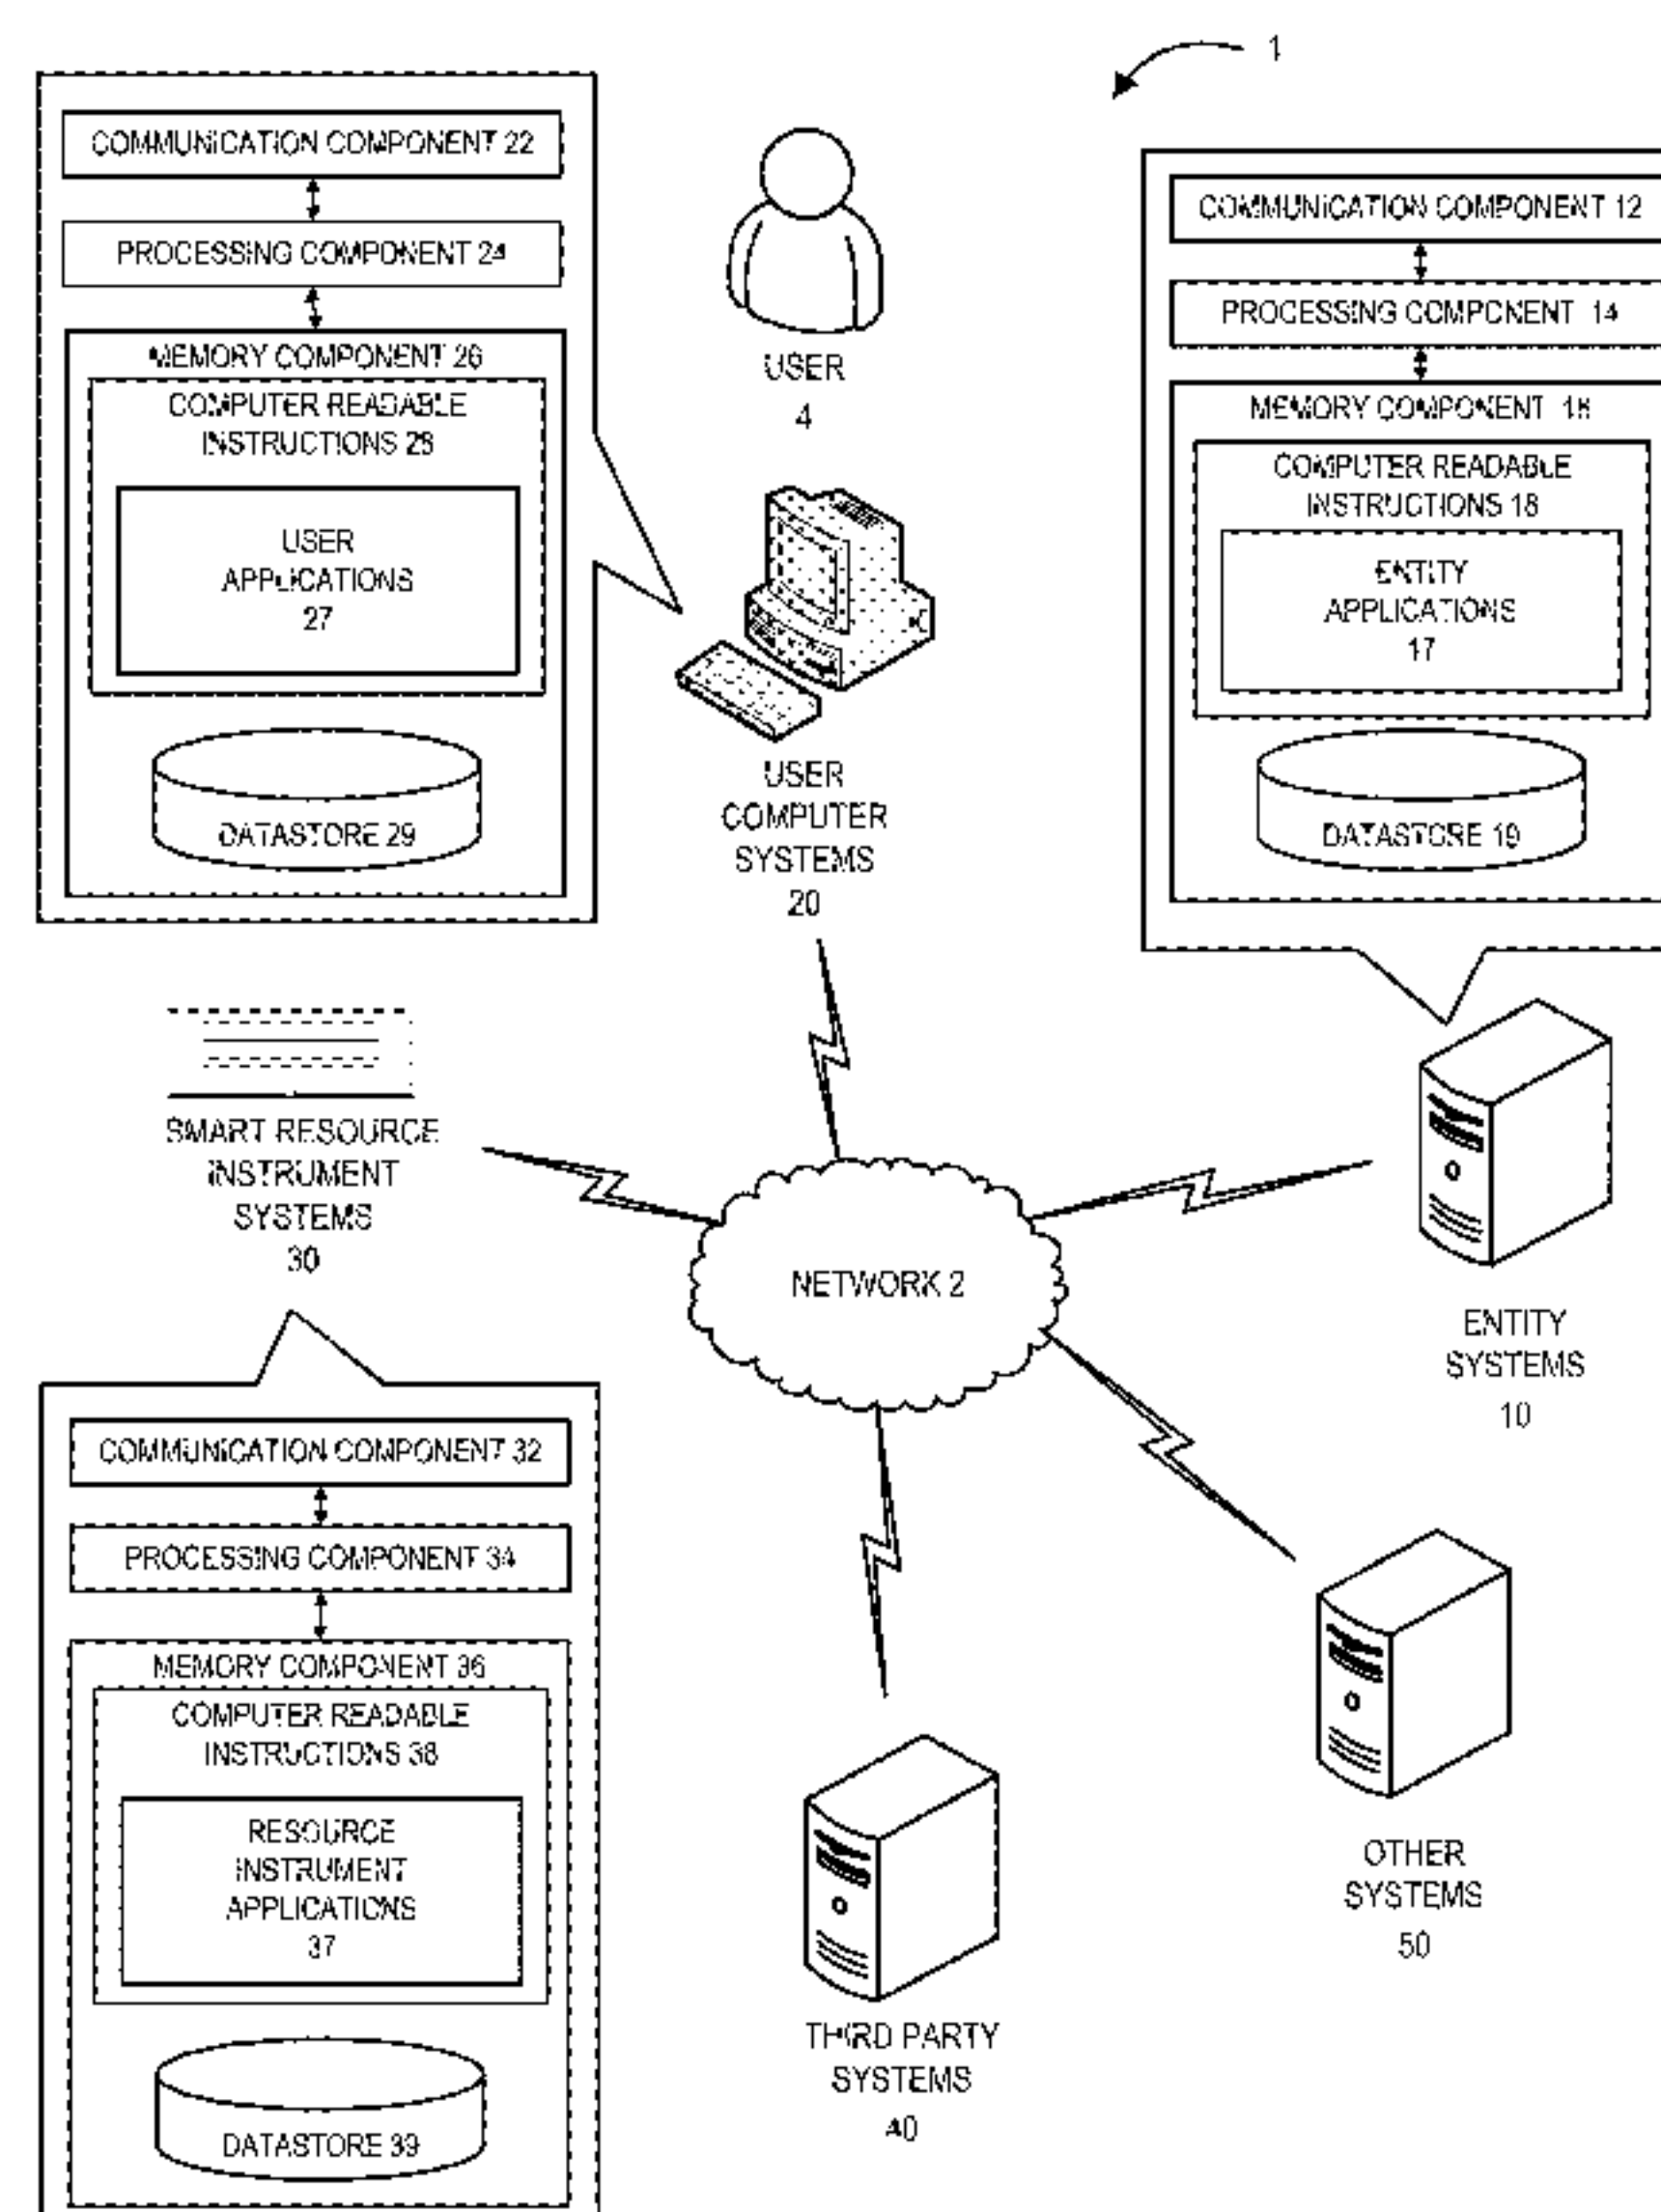 1
COMMUNICATION COMPONENT 22
PROCESSING COMPONENT 24
MEMORY COMPONENT 26
COMPUTER READABLE
INSTRUCTIONS 28
USER
APPLICATIONS
27
DATASTORE 29
USER
4
USER
COMPUTER
SYSTEMS
20
COMMUNICATION COMPONENT 12
PROCESSING COMPONENT 14
MEMORY COMPONENT
COMPUTER READABLE
INSTRUCTIONS 18
ENTITY
APPLICATIONS
17
DATASTORE 19
SMART RESOURCE
INSTRUMENT
SYSTEMS
30
NETWORK 2
ENTITY
SYSTEMS
10
COMMUNICATION COMPONENT 32
PROCESSING COMPONENT 34
MEMORY COMPONENT 36
COMPUTER READABLE
INSTRUCTIONS 38
RESOURCE
INSTRUMENT
APPLICATIONS
37
DATASTORE 39
THIRD PARTY
SYSTEMS
40
OTHER
SYSTEMS
50